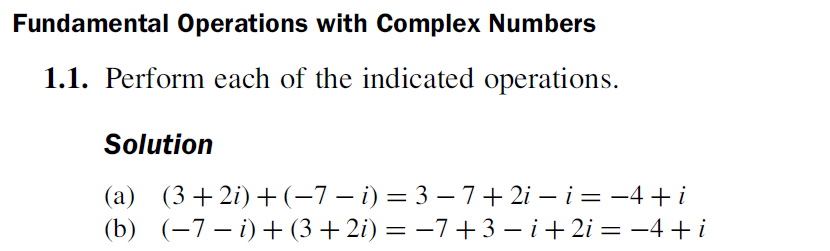 Fundamental Operations with Complex Numbers
1.1. Perform each of the indicated operations.
Solution
(a) (3 + 2i) + (−7 − i) = 3 − 7 + 2i − i = −4 + i
(b) (−7 − i) + (3 + 2i) = −7 + 3 − i + 2i = −4 + i